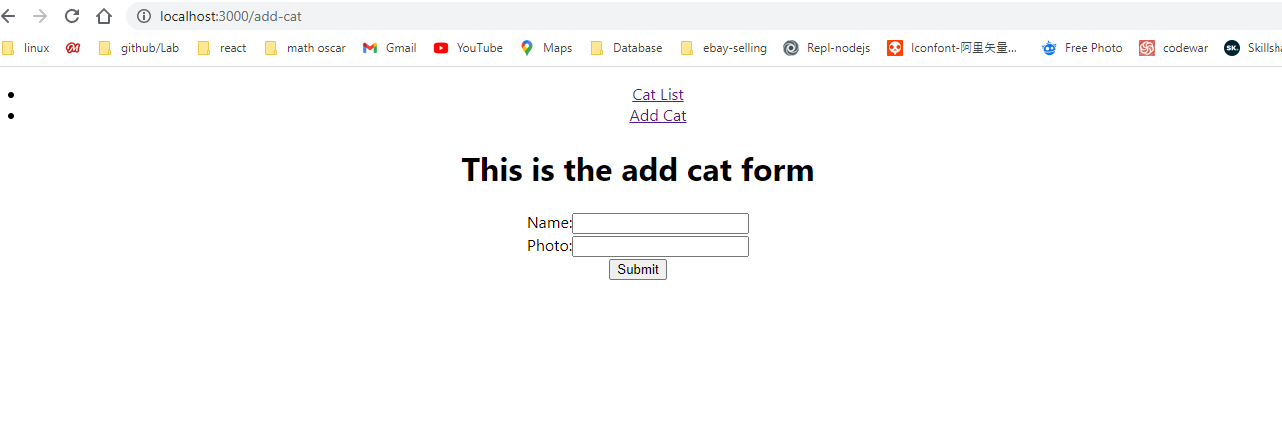 localhost:3000/add-cat
linux github/Lab react math oscar Gmail YouTube Maps Database ebay-selling Repl-nodejs Iconfont-阿里矢量... Free Photo codewar SK. Skillsha
Cat List
Add Cat
This is the add cat form
Name:
Photo:
Submit